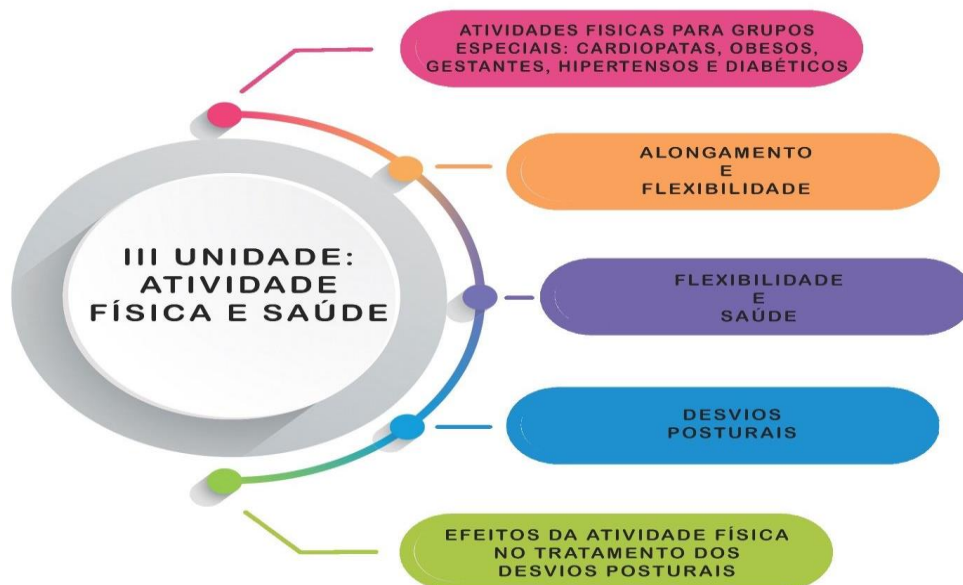 ATIVIDADES FISICAS PARA GRUPOS
ESPECIAIS: CARDIOPATAS, OBESOS,
GESTANTES, HIPERTENSOS E DIABÉTICOS
ALONGAMENTO
E
FLEXIBILIDADE
III UNIDADE:
ATIVIDADE
FÍSICA E SAÚDE
FLEXIBILIDADE
E
SAÚDE
DESVIOS
POSTURAIS
EFEITOS DA ATIVIDADE FÍSICA
NO TRATAMENTO DOS
DESVIOS POSTURAIS